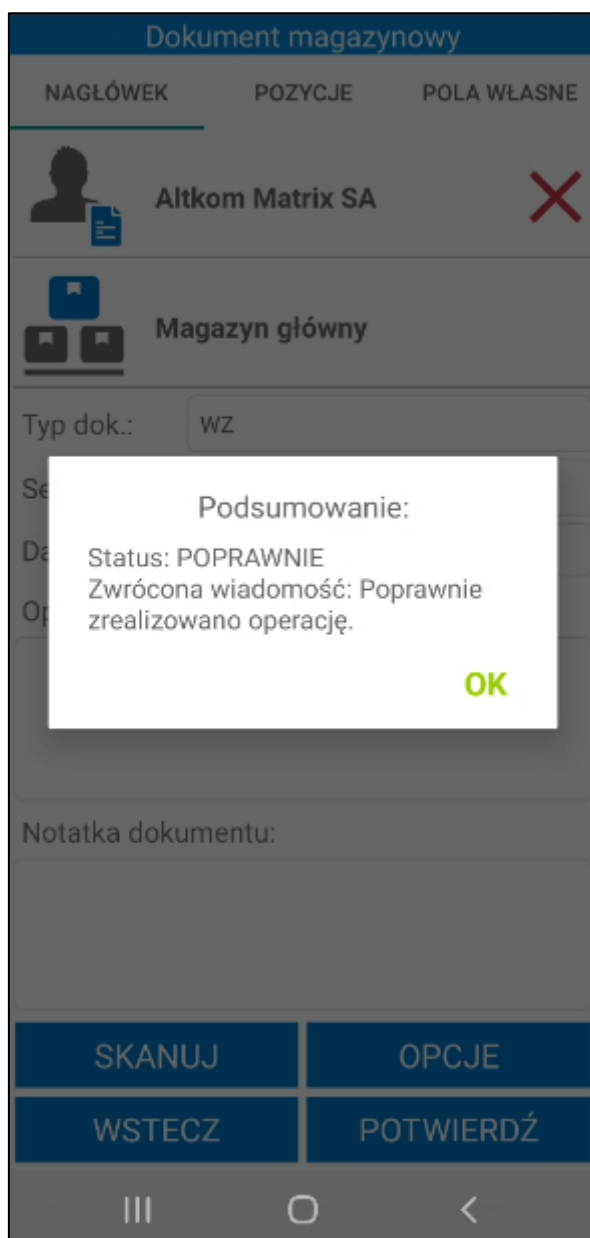 Dokument magazynowy
NAGŁÓWEK POZYCJE POLA WŁASNE
Altkom Matrix SA
Magazyn główny
Typ dok.: WZ
Podsumowanie:
Status: POPRAWNIE
Zwrócona wiadomość: Poprawnie
zrealizowano operację.
OK
Notatka dokumentu:
SKANUJ OPCJE
WSTECZ POTWIERDŹ